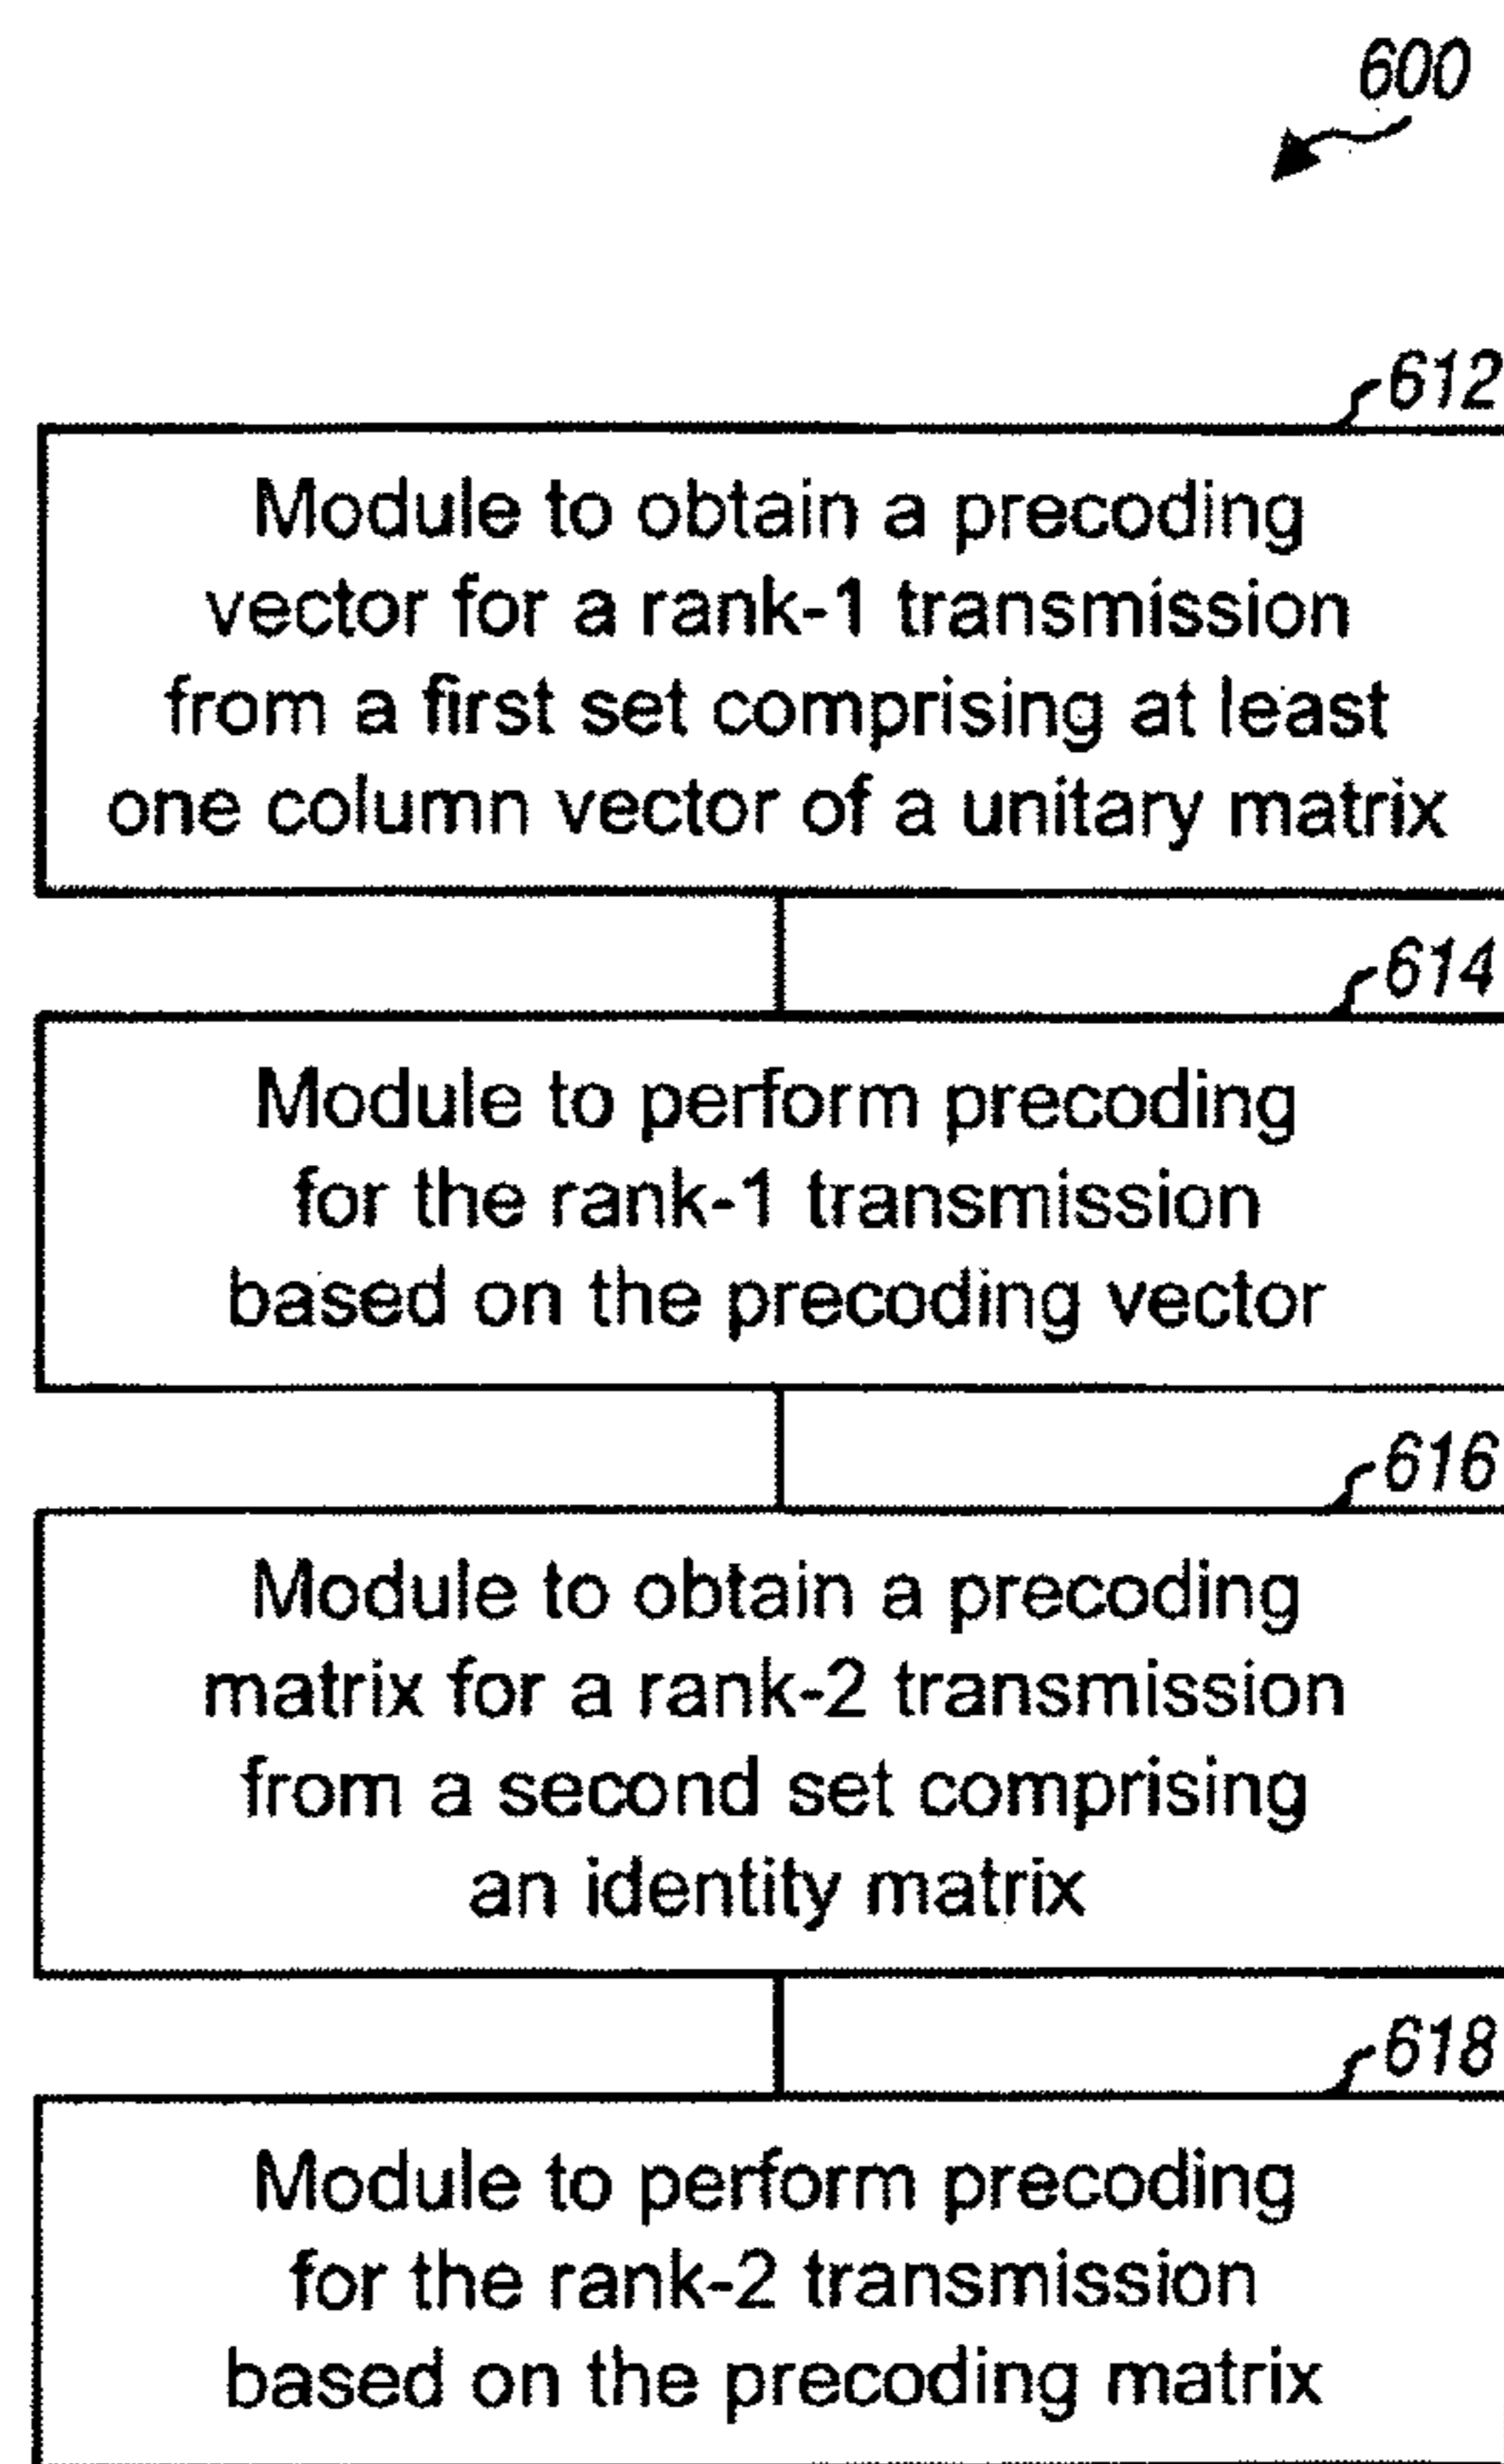 600
612
Module to obtain a precoding
vector for a rank-1 transmission
from a first set comprising at least
one column vector of a unitary matrix
614
Module to perform precoding
for the rank-1 transmission
based on the precoding vector
616
Module to obtain a precoding
matrix for a rank-2 transmission
from a second set comprising
an identity matrix
618
Module to perform precoding
for the rank-2 transmission
based on the precoding matrix